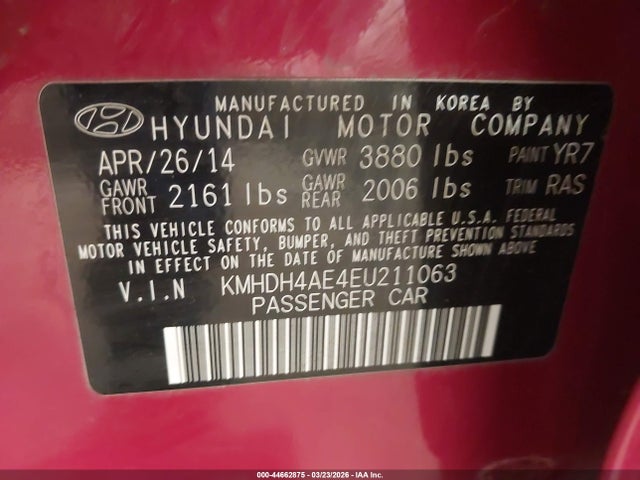 MANUFACTURED IN KOREA BY
HYUNDAI MOTOR COMPANY
APR/26/14 GVWR 3880 lbs PAINT YR7
GAWR FRONT 2161 lbs GAWR REAR 2006 lbs TRIM RAS
THIS VEHICLE CONFORMS TO ALL APPLICABLE U.S.A. FEDERAL
MOTOR VEHICLE SAFETY, BUMPER, AND THEFT PREVENTION STANDARDS
IN EFFECT ON THE DATE OF MANUFACTURE SHOWN ABOVE
V.I.N KMHDH4AE4EU211063
PASSENGER CAR
000-44662875 - 03/23/2026 - IAA Inc.